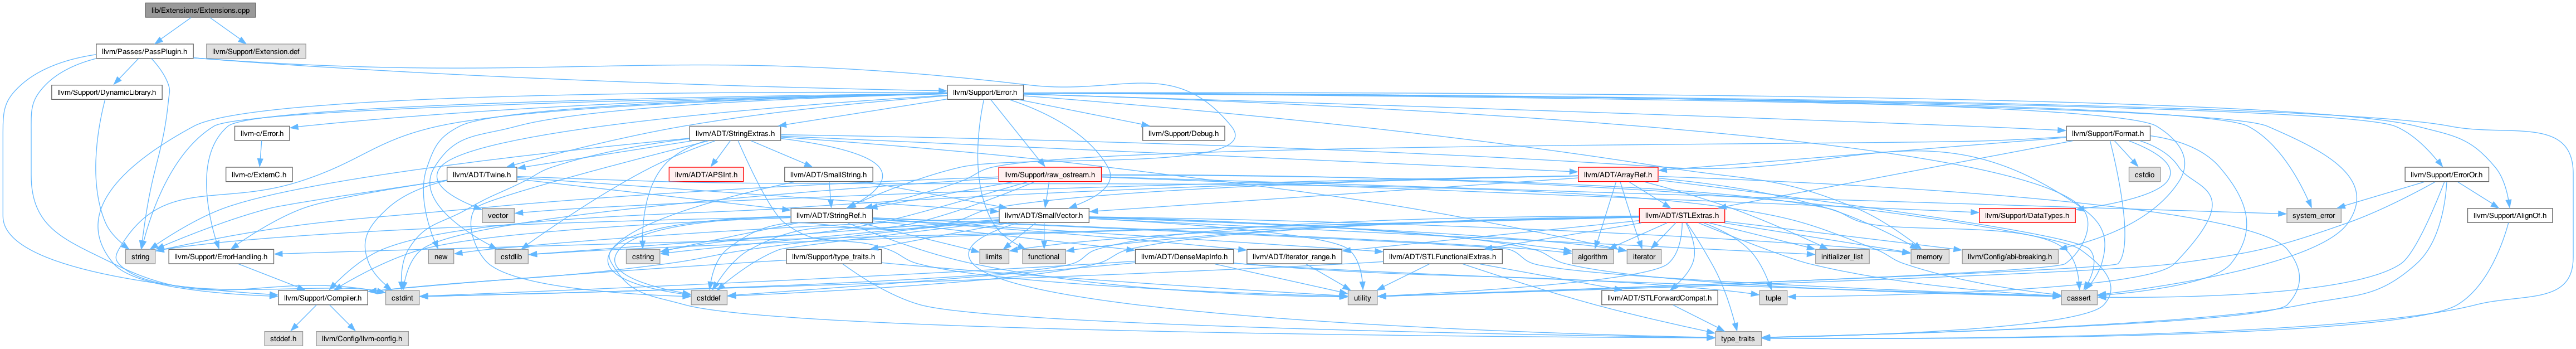 lib/Extensions/Extensions.cpp
llvm/Passes/PassPlugin.h
llvm/Support/Extension.def
llvm/Support/DynamicLibrary.h
llvm/Support/Error.h
llvm-c/Error.h
llvm/ADT/StringExtras.h
llvm/Support/Debug.h
llvm/Support/Format.h
llvm-c/ExternC.h
llvm/ADT/Twine.h
llvm/ADT/APSInt.h
llvm/ADT/SmallString.h
llvm/Support/raw_ostream.h
llvm/ADT/ArrayRef.h
cstdio
llvm/Support/ErrorOr.h
vector
llvm/ADT/StringRef.h
llvm/ADT/SmallVector.h
llvm/ADT/STLExtras.h
llvm/Support/DataTypes.h
system_error
llvm/Support/AlignOf.h
string
llvm/Support/ErrorHandling.h
new
cstdlib
cstring
llvm/Support/type_traits.h
limits
functional
llvm/ADT/DenseMapInfo.h
llvm/ADT/iterator_range.h
llvm/ADT/STLFunctionalExtras.h
algorithm
iterator
initializer_list
memory
llvm/Config/abi-breaking.h
llvm/Support/Compiler.h
cstdint
cstddef
utility
llvm/ADT/STLForwardCompat.h
tuple
cassert
stddef.h
llvm/Config/llvm-config.h
type_traits